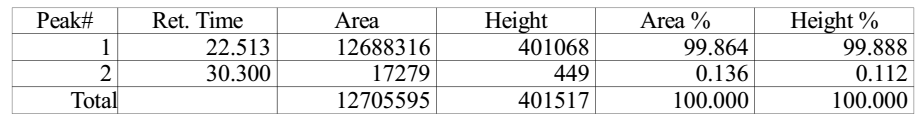 Peak# Ret. Time Area Height Area % Height %
1 22.513 12688316 401068 99.864 99.888
2 30.300 17279 449 0.136 0.112
Total 12705595 401517 100.000 100.000